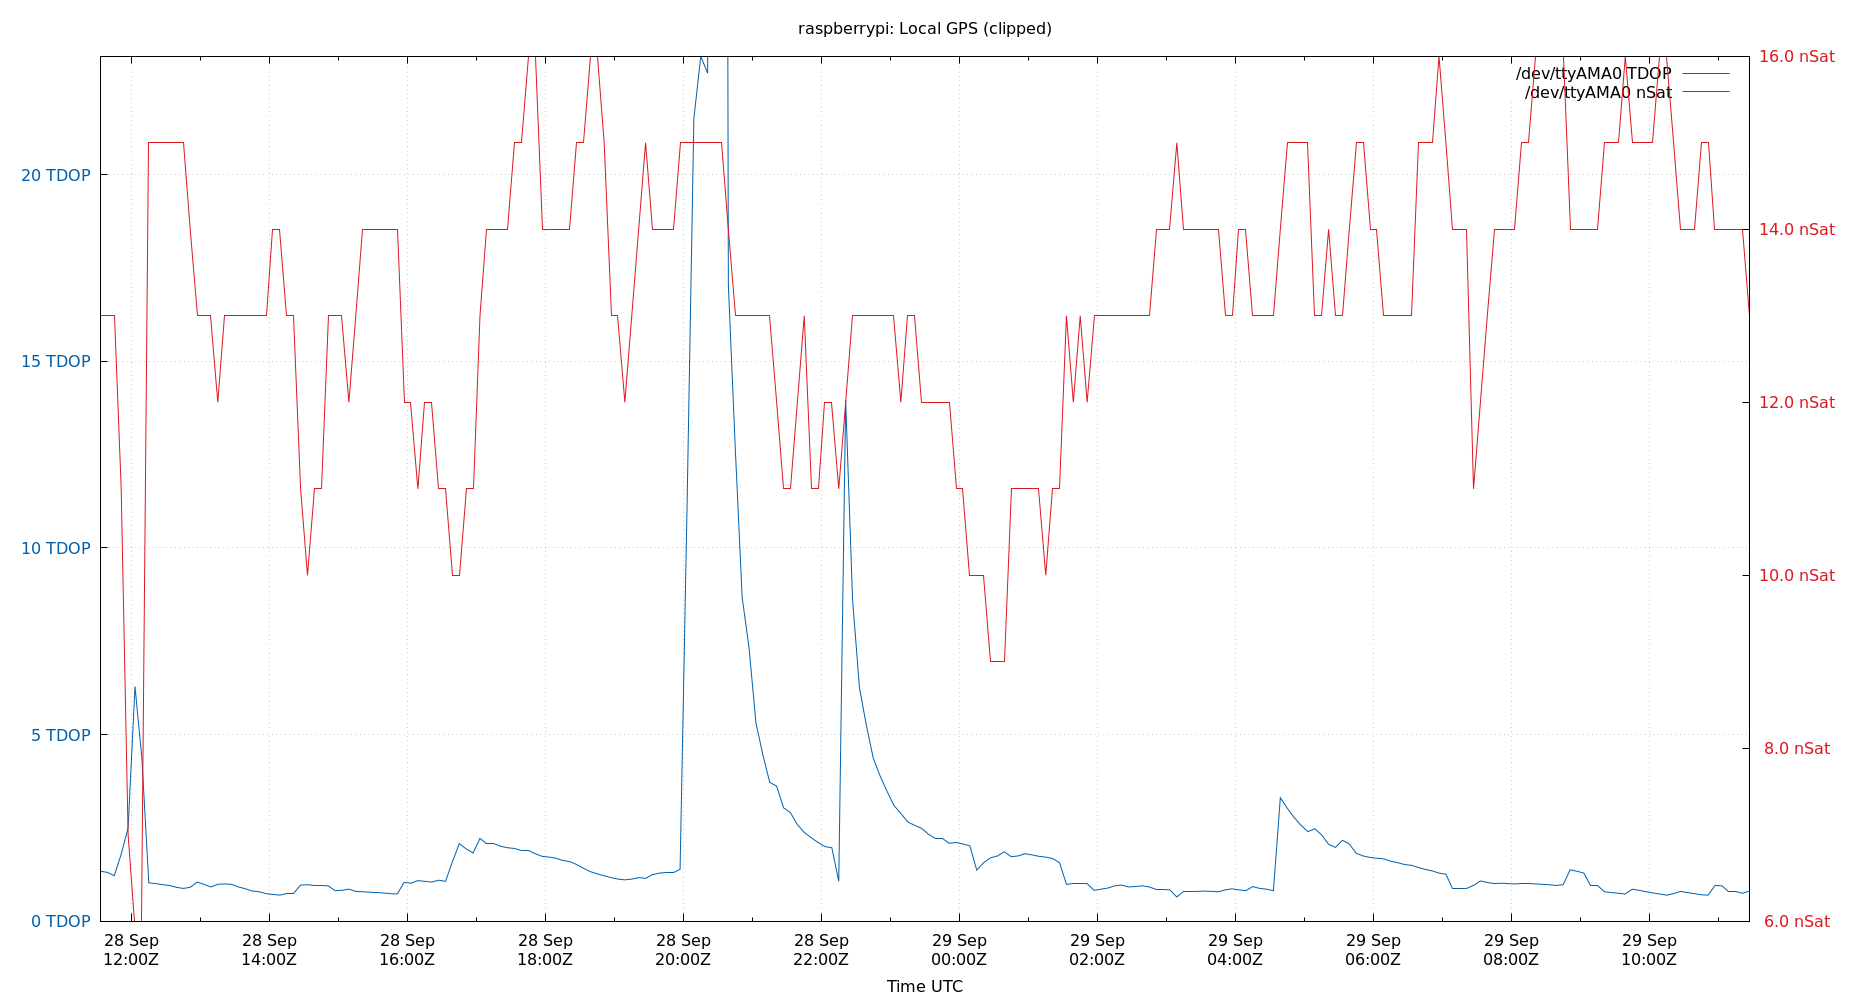 raspberrypi: Local GPS (clipped)
/dev/ttyAMA0 TDOP
/dev/ttyAMA0 nSat
20 TDOP
15 TDOP
10 TDOP
5 TDOP
0 TDOP
16.0 nSat
14.0 nSat
12.0 nSat
10.0 nSat
8.0 nSat
6.0 nSat
28 Sep
12:00Z
28 Sep
14:00Z
28 Sep
16:00Z
28 Sep
18:00Z
28 Sep
20:00Z
28 Sep
22:00Z
29 Sep
00:00Z
29 Sep
02:00Z
29 Sep
04:00Z
29 Sep
06:00Z
29 Sep
08:00Z
29 Sep
10:00Z
Time UTC